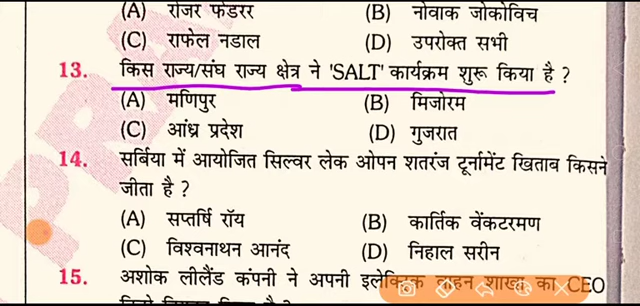 (A) रोजर फेडरर (B) नोवाक जोकोविच
(C) राफेल नडाल (D) उपरोक्त सभी
13. किस राज्य/संघ राज्य क्षेत्र ने 'SALT' कार्यक्रम शुरू किया है ?
(A) मणिपुर (B) मिजोरम
(C) आंध्र प्रदेश (D) गुजरात
14. सर्बिया में आयोजित सिल्वर लेक ओपन शतरंज टूर्नामेंट खिताब किसने
जीता है ?
(A) सप्तर्षि रॉय (B) कार्तिक वेंकटरमण
(C) विश्वनाथन आनंद (D) निहाल सरीन
15. अशोक लीलैंड कंपनी ने अपनी इलेक्ट्रिक वाहन शाखा का CEO